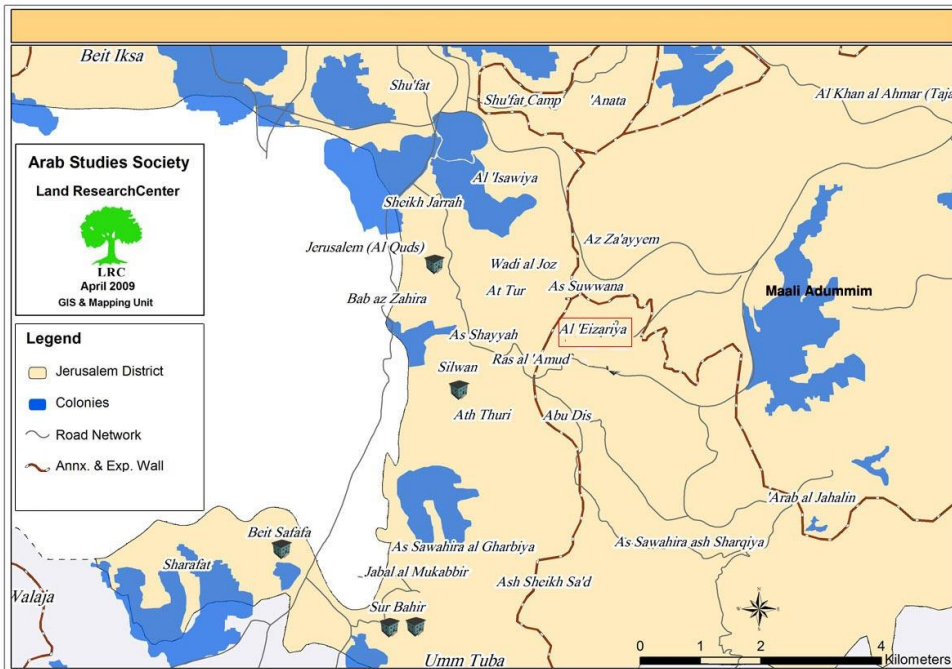 Beit Iksa
Shu'fat
Shu'fat Camp
'Anata
Al Khan al Ahmar (Taja
Arab Studies Society
Land ResearchCenter
LRC
April 2009
GIS & Mapping Unit
Al 'Isawiya
Sheikh Jarrah
Az Za'ayyem
Jerusalem (Al Quds)
Wadi al Joz
At Tur
As Suwwana
Maali Adummim
Bab az Zahira
Al 'Eizariya
As Shayyah
Ras al 'Amud
Silwan
Ath Thuri
Abu Dis
Legend
Jerusalem District
Colonies
Road Network
Annx. & Exp. Wall
'Arab al Jahalin
Beit Safafa
As Sawahira al Gharbiya
As Sawahira ash Sharqiya
Sharafat
Jabal al Mukabbir
Ash Sheikh Sa'd
Walaja
Sur Bahir
Umm Tuba
0 1 2 4
Kilometers